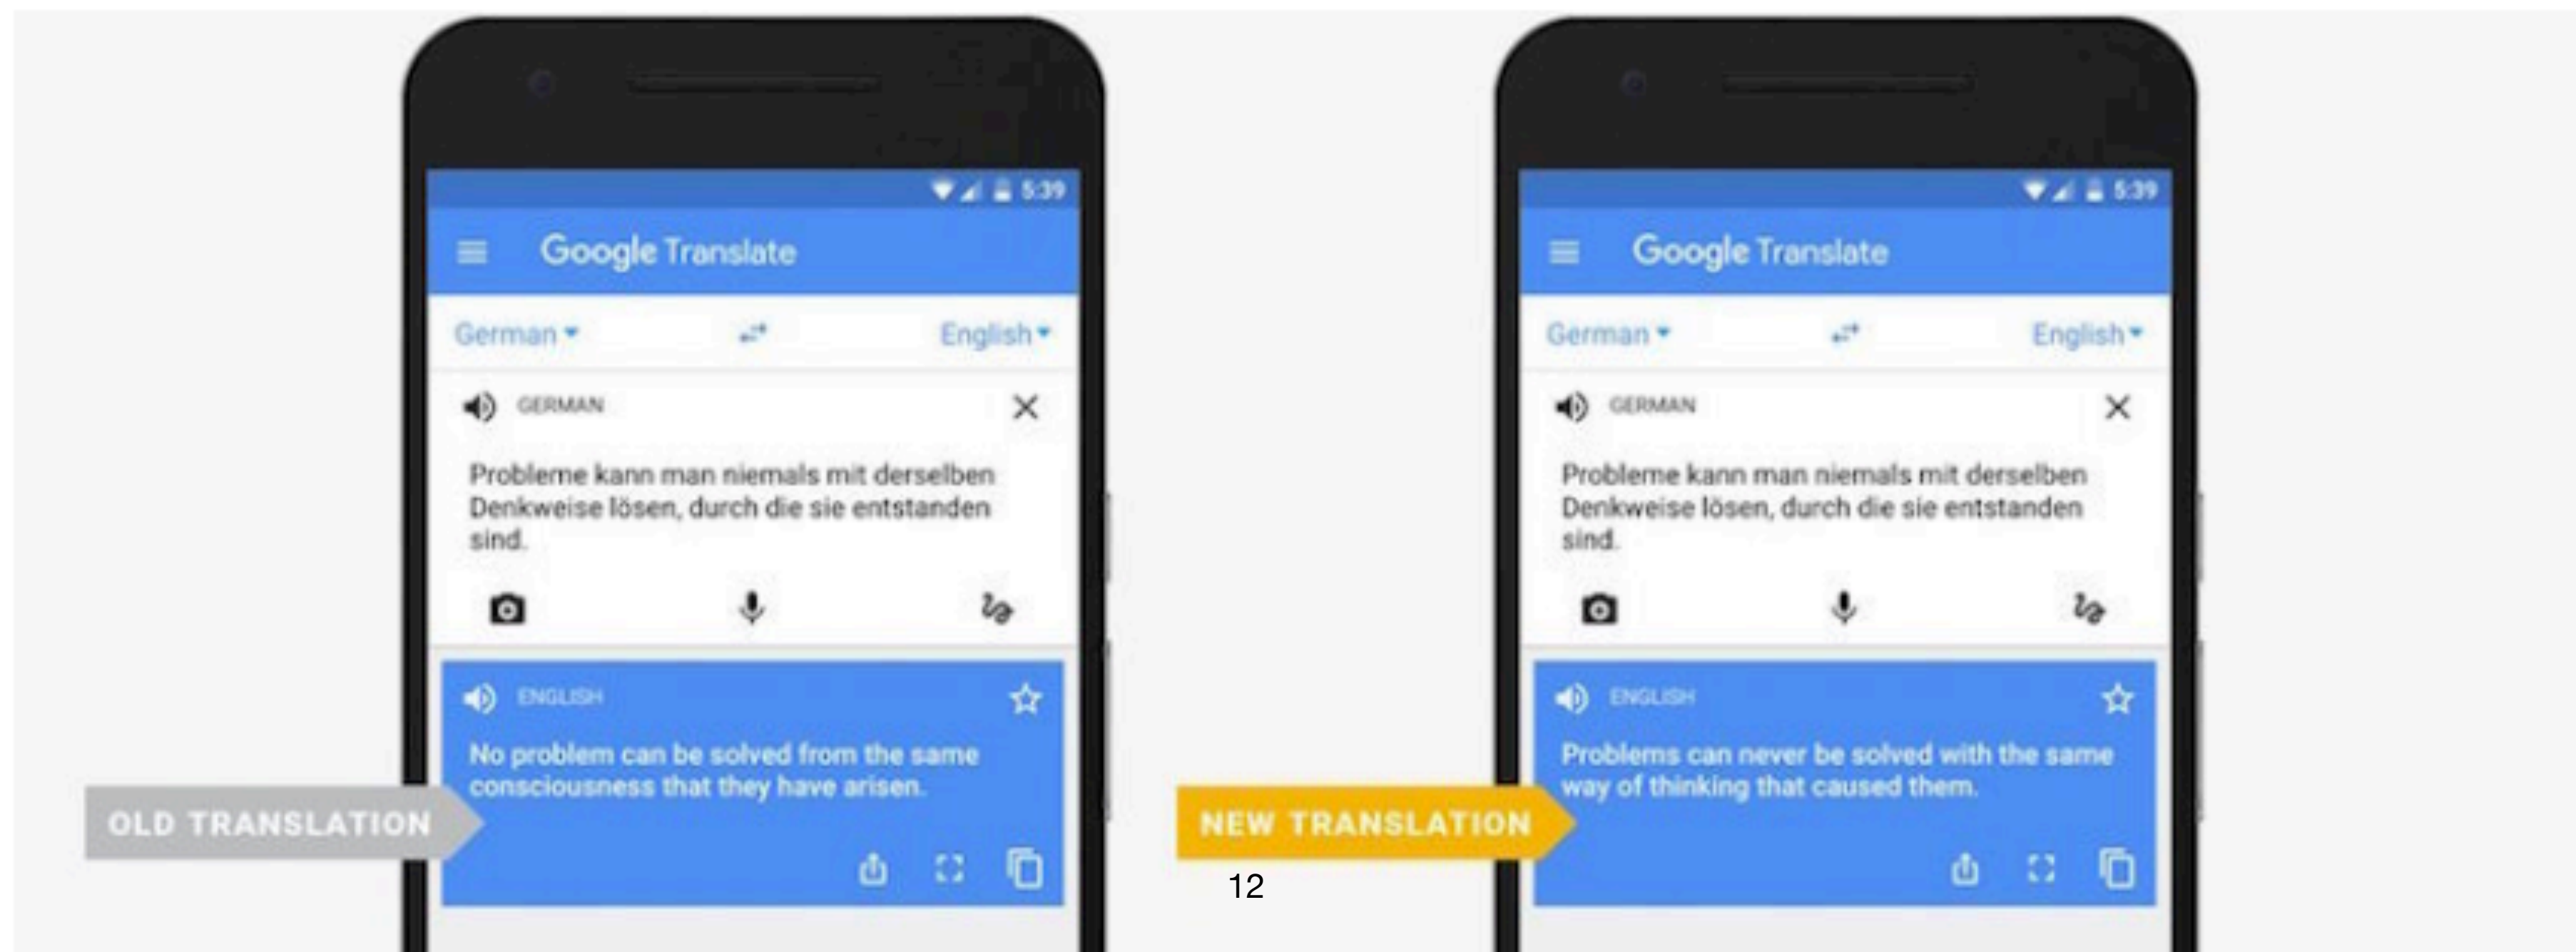 5:39
Google Translate
German English
GERMAN
Probleme kann man niemals mit derselben
Denkweise lösen, durch die sie entstanden
sind.
ENGLISH
No problem can be solved from the same
consciousness that they have arisen.
OLD TRANSLATION
5:39
Google Translate
German English
GERMAN
Probleme kann man niemals mit derselben
Denkweise lösen, durch die sie entstanden
sind.
ENGLISH
Problems can never be solved with the same
way of thinking that caused them.
NEW TRANSLATION
12